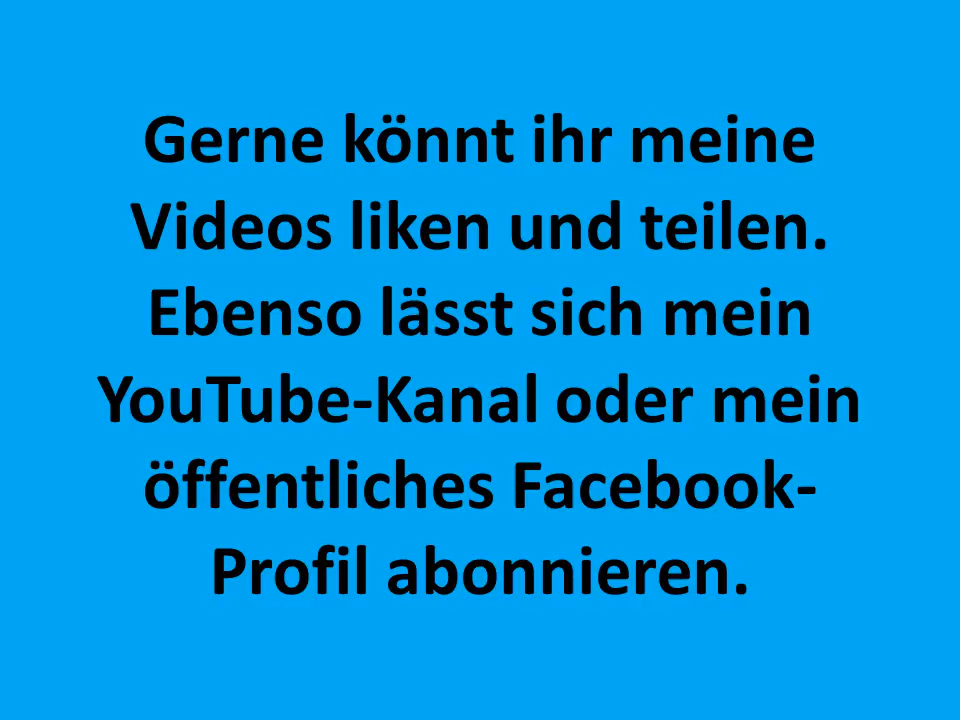 Gerne könnt ihr meine
Videos liken und teilen.
Ebenso lässt sich mein
YouTube-Kanal oder mein
öffentliches Facebook-
Profil abonnieren.